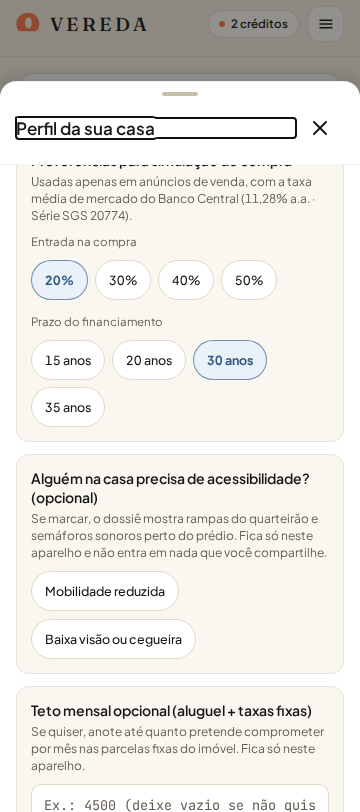 VEREDA
2 créditos
Perfil da sua casa
Preferências para simulação de compra
Usadas apenas em anúncios de venda, com a taxa
média de mercado do Banco Central (11,28% a.a. ·
Série SGS 20774).
Entrada na compra
20%
30%
40%
50%
Prazo do financiamento
15 anos
20 anos
30 anos
35 anos
Alguém na casa precisa de acessibilidade?
(opcional)
Se marcar, o dossiê mostra rampas do quarteirão e
semáforos sonoros perto do prédio. Fica só neste
aparelho e não entra em nada que você compartilhe.
Mobilidade reduzida
Baixa visão ou cegueira
Teto mensal opcional (aluguel + taxas fixas)
Se quiser, anote até quanto pretende comprometer
por mês nas parcelas fixas do imóvel. Fica só neste
aparelho.
Ex.: 4500 (deixe vazio se não quis